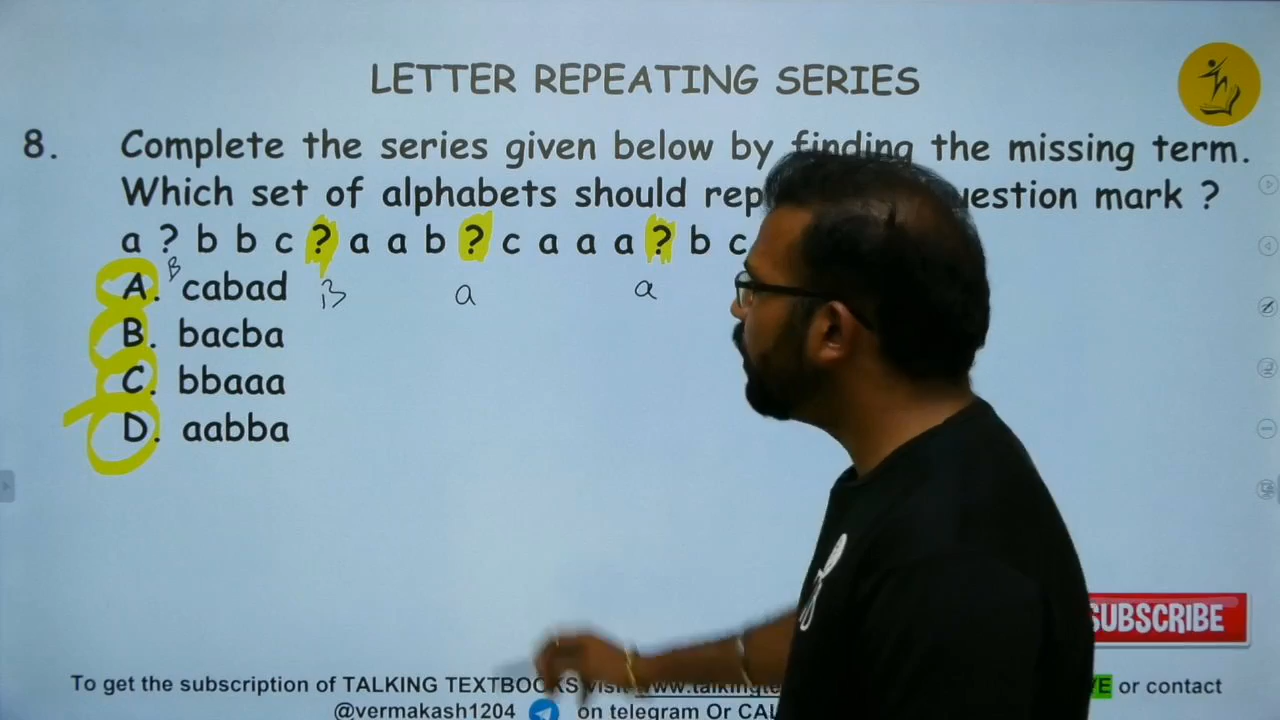 LETTER REPEATING SERIES
8. Complete the series given below by finding the missing term.
Which set of alphabets should question mark ?
a ? b b c ? a a b ? c a a a ? b c
B
A. cabad B a a
B. bacba
C. bbaaa
D. aabba
SUBSCRIBE
To get the subscription of TALKING TEXTBOOKS visit or contact
@vermakash1204 on telegram Or